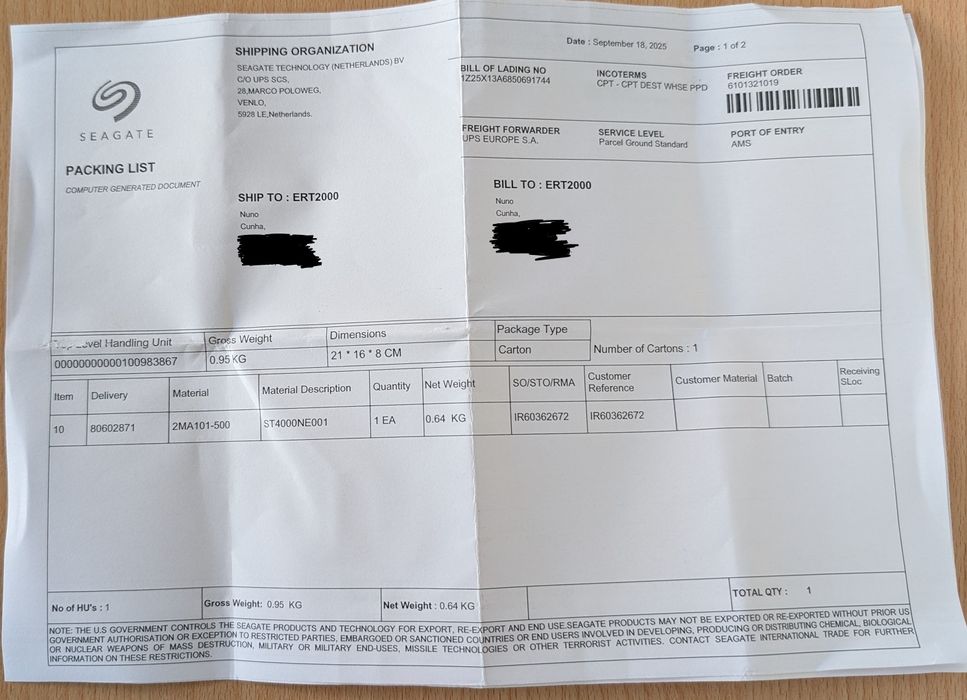 SEAGATE
PACKING LIST
COMPUTER GENERATED DOCUMENT
SHIPPING ORGANIZATION
SEAGATE TECHNOLOGY (NETHERLANDS) BV
C/O UPS SCS,
28,MARCO POLOWEG,
VENLO,
5928 LE,Netherlands.
Date : September 18, 2025 Page : 1 of 2
BILL OF LADING NO
1Z25X13A6850691744
INCOTERMS
CPT - CPT DEST WHSE PPD
FREIGHT ORDER
6101321019
FREIGHT FORWARDER
UPS EUROPE S.A.
SERVICE LEVEL
Parcel Ground Standard
PORT OF ENTRY
AMS
SHIP TO : ERT2000
Nuno
Cunha,
BILL TO : ERT2000
Nuno
Cunha,
Level Handling Unit Gross Weight Dimensions Package Type
00000000000100983867 0.95 KG 21 * 16 * 8 CM Carton Number of Cartons : 1
Item Delivery Material Material Description Quantity Net Weight SO/STO/RMA Customer Reference Customer Material Batch Receiving SLoc
10 80602871 2MA101-500 ST4000NE001 1 EA 0.64 KG IR60362672 IR60362672
No of HU's : 1 Gross Weight: 0.95 KG Net Weight : 0.64 KG TOTAL QTY : 1
NOTE: THE U.S GOVERNMENT CONTROLS THE SEAGATE PRODUCTS AND TECHNOLOGY FOR EXPORT, RE-EXPORT AND END USE.SEAGATE PRODUCTS MAY NOT BE EXPORTED OR RE-EXPORTED WITHOUT PRIOR US
GOVERNMENT AUTHORISATION OR EXCEPTION TO RESTRICTED PARTIES, EMBARGOED OR SANCTIONED COUNTRIES OR END USERS INVOLVED IN DEVELOPING, PRODUCING OR DISTRIBUTING CHEMICAL, BIOLOGICAL
OR NUCLEAR WEAPONS OF MASS DESTRUCTION, MILITARY OR MILITARY END-USES, MISSILE TECHNOLOGIES OR OTHER TERRORIST ACTIVITIES. CONTACT SEAGATE INTERNATIONAL TRADE FOR FURTHER
INFORMATION ON THESE RESTRICTIONS.